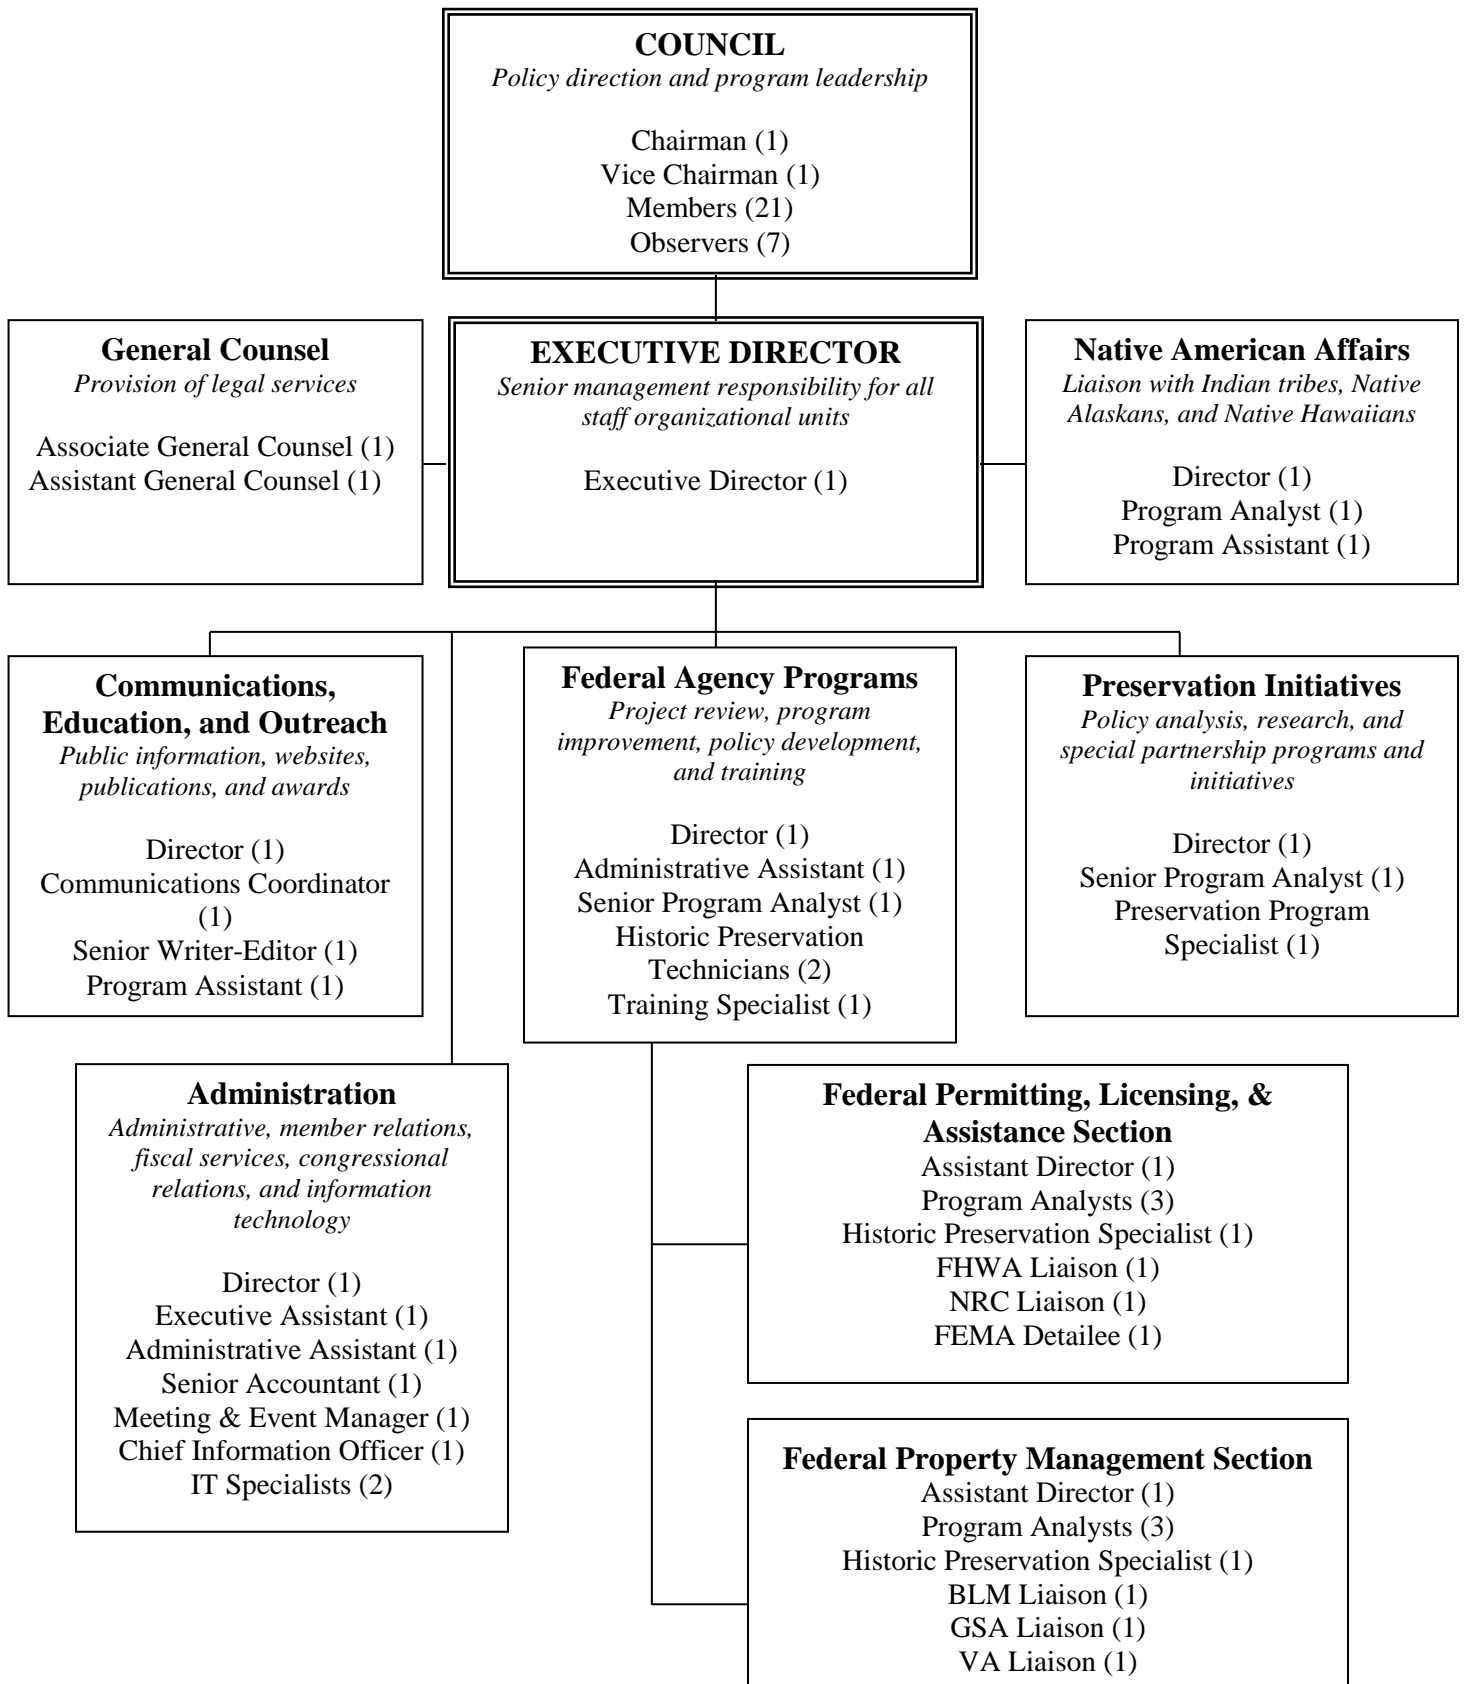 COUNCIL
Policy direction and program leadership
Chairman (1)
Vice Chairman (1)
Members (21)
Observers (7)
General Counsel
Provision of legal services
Associate General Counsel (1)
Assistant General Counsel (1)
EXECUTIVE DIRECTOR
Senior management responsibility for all
staff organizational units
Executive Director (1)
Native American Affairs
Liaison with Indian tribes, Native
Alaskans, and Native Hawaiians
Director (1)
Program Analyst (1)
Program Assistant (1)
Communications,
Education, and Outreach
Public information, websites,
publications, and awards
Director (1)
Communications Coordinator
(1)
Senior Writer-Editor (1)
Program Assistant (1)
Federal Agency Programs
Project review, program
improvement, policy development,
and training
Director (1)
Administrative Assistant (1)
Senior Program Analyst (1)
Historic Preservation
Technicians (2)
Training Specialist (1)
Preservation Initiatives
Policy analysis, research, and
special partnership programs and
initiatives
Director (1)
Senior Program Analyst (1)
Preservation Program
Specialist (1)
Administration
Administrative, member relations,
fiscal services, congressional
relations, and information
technology
Director (1)
Executive Assistant (1)
Administrative Assistant (1)
Senior Accountant (1)
Meeting & Event Manager (1)
Chief Information Officer (1)
IT Specialists (2)
Federal Permitting, Licensing, &
Assistance Section
Assistant Director (1)
Program Analysts (3)
Historic Preservation Specialist (1)
FHWA Liaison (1)
NRC Liaison (1)
FEMA Detailee (1)
Federal Property Management Section
Assistant Director (1)
Program Analysts (3)
Historic Preservation Specialist (1)
BLM Liaison (1)
GSA Liaison (1)
VA Liaison (1)